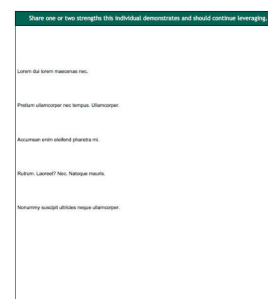 Share one or two strengths this individual demonstrates and should continue leveraging.
Lorem dui lorem maecenas nec.
Pretium ullamcorper nec tempus. Ullamcorper.
Accumsan enim eleifend pharetra mi.
Rutrum. Laoreet? Nec. Natoque mauris.
Nonummy suscipit ultricies neque ullamcorper.